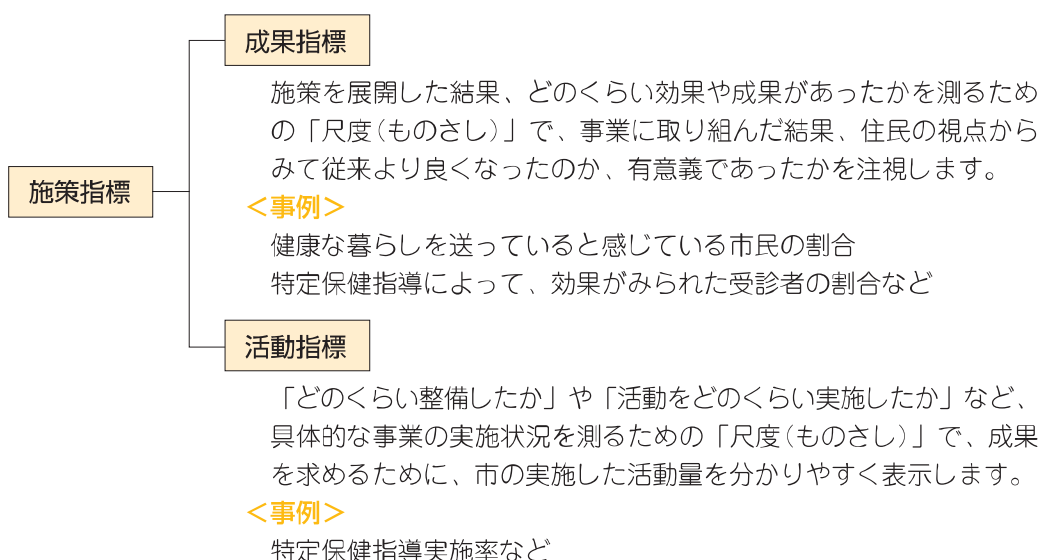 成果指標
施策を展開した結果、どのくらい効果や成果があったかを測るため
の「尺度(ものさし)」で、事業に取り組んだ結果、住民の視点から
みて従来より良くなったのか、有意義であったかを注視します。
施策指標
＜事例＞
健康な暮らしを送っていると感じている市民の割合
特定保健指導によって、効果がみられた受診者の割合など
活動指標
「どのくらい整備したか」や「活動をどのくらい実施したか」など、
具体的な事業の実施状況を測るための「尺度(ものさし)」で、成果
を求めるために、市の実施した活動量を分かりやすく表示します。
＜事例＞
特定保健指導実施率など